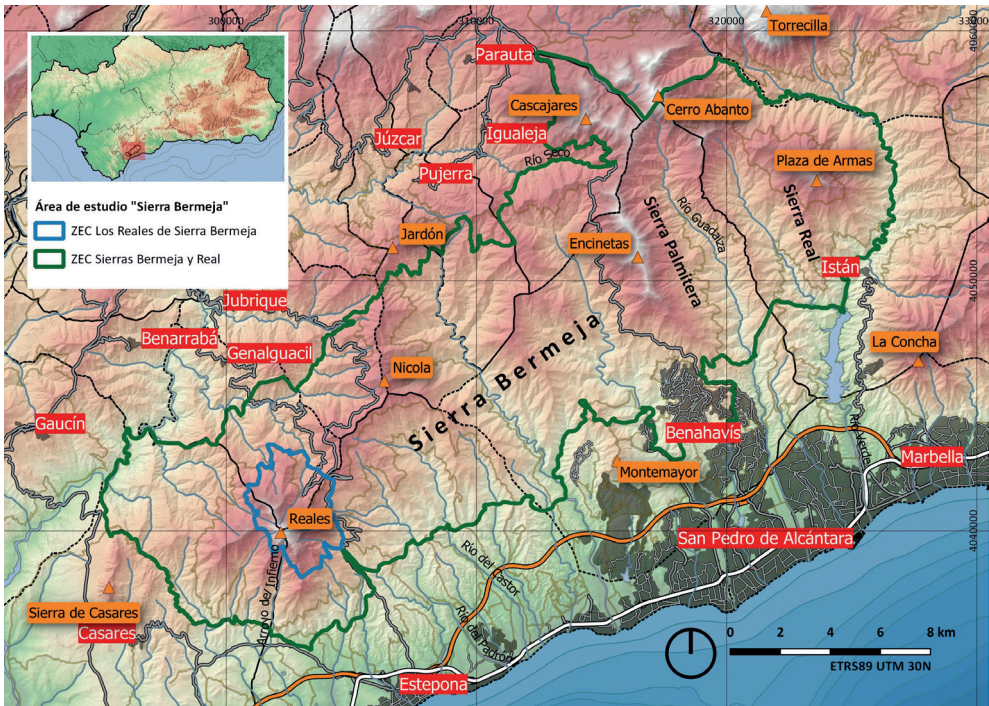 300000
310000
320000
330000
4060000
4050000
4040000
Área de estudio "Sierra Bermeja"
ZEC Los Reales de Sierra Bermeja
ZEC Sierras Bermeja y Real
Torrecilla
Parauta
Cascajares
Cerro Abanto
Igualeja
Júzcar
Río Seco
Pujerra
Plaza de Armas
Sierra Real
Río Guadalza
Sierra Palmitera
Encinetas
Jardón
Istán
Jubrique
Benarrabá
Genalguacil
La Concha
Nicola
Sierra Bermeja
Gaucín
Benahavís
Río Verde
Marbella
Montemayor
Reales
San Pedro de Alcántara
Arroyo de Infierno
Río del Castor
Río del Padrón
Sierra de Casares
Casares
Estepona
0 2 4 6 8 km
ETRS89 UTM 30N